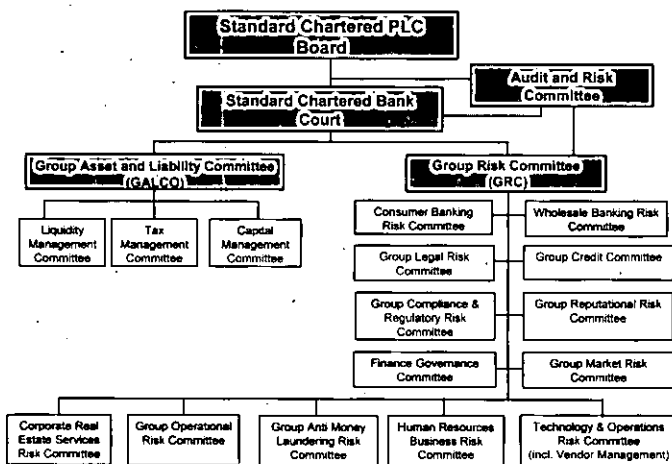 Standard Chartered PLC
Board
Audit and Risk
Committee
Standard Chartered Bank
Court
Group Asset and Liability Committee
(GALCO)
Group Risk Committee
(GRC)
Liquidity
Management
Committee
Tax
Management
Committee
Capital
Management
Committee
Consumer Banking
Risk Committee
Wholesale Banking Risk
Committee
Group Legal Risk
Committee
Group Credit Committee
Group Compliance &
Regulatory Risk
Committee
Group Reputational Risk
Committee
Finance Governance
Committee
Group Market Risk
Committee
Corporate Real
Estate Services
Risk Committee
Group Operational
Risk Committee
Group Anti Money
Laundering Risk
Committee
Human Resources
Business Risk
Committee
Technology & Operations
Risk Committee
(incl. Vendor Management)